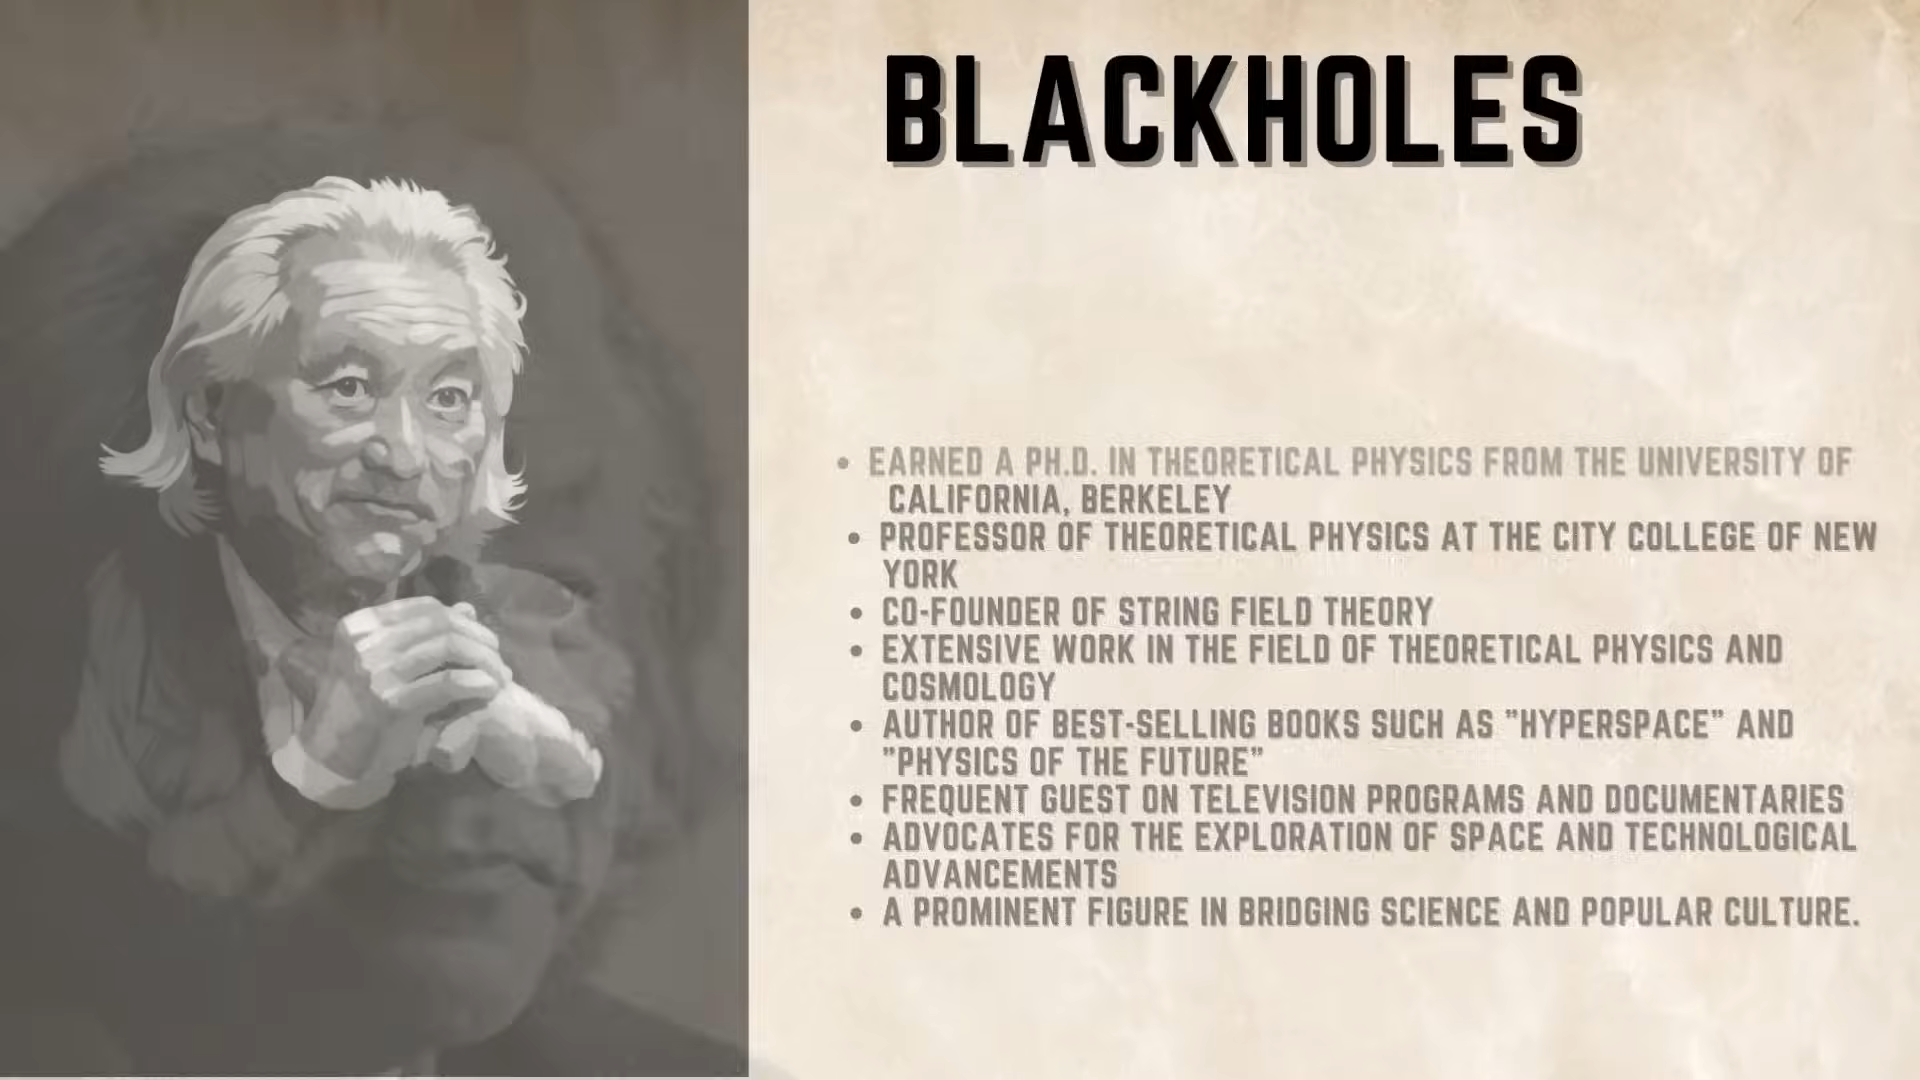 BLACKHOLES
• EARNED A PH.D. IN THEORETICAL PHYSICS FROM THE UNIVERSITY OF
CALIFORNIA, BERKELEY
• PROFESSOR OF THEORETICAL PHYSICS AT THE CITY COLLEGE OF NEW
YORK
• CO-FOUNDER OF STRING FIELD THEORY
• EXTENSIVE WORK IN THE FIELD OF THEORETICAL PHYSICS AND
COSMOLOGY
• AUTHOR OF BEST-SELLING BOOKS SUCH AS "HYPERSPACE" AND
"PHYSICS OF THE FUTURE"
• FREQUENT GUEST ON TELEVISION PROGRAMS AND DOCUMENTARIES
• ADVOCATES FOR THE EXPLORATION OF SPACE AND TECHNOLOGICAL
ADVANCEMENTS
• A PROMINENT FIGURE IN BRIDGING SCIENCE AND POPULAR CULTURE.